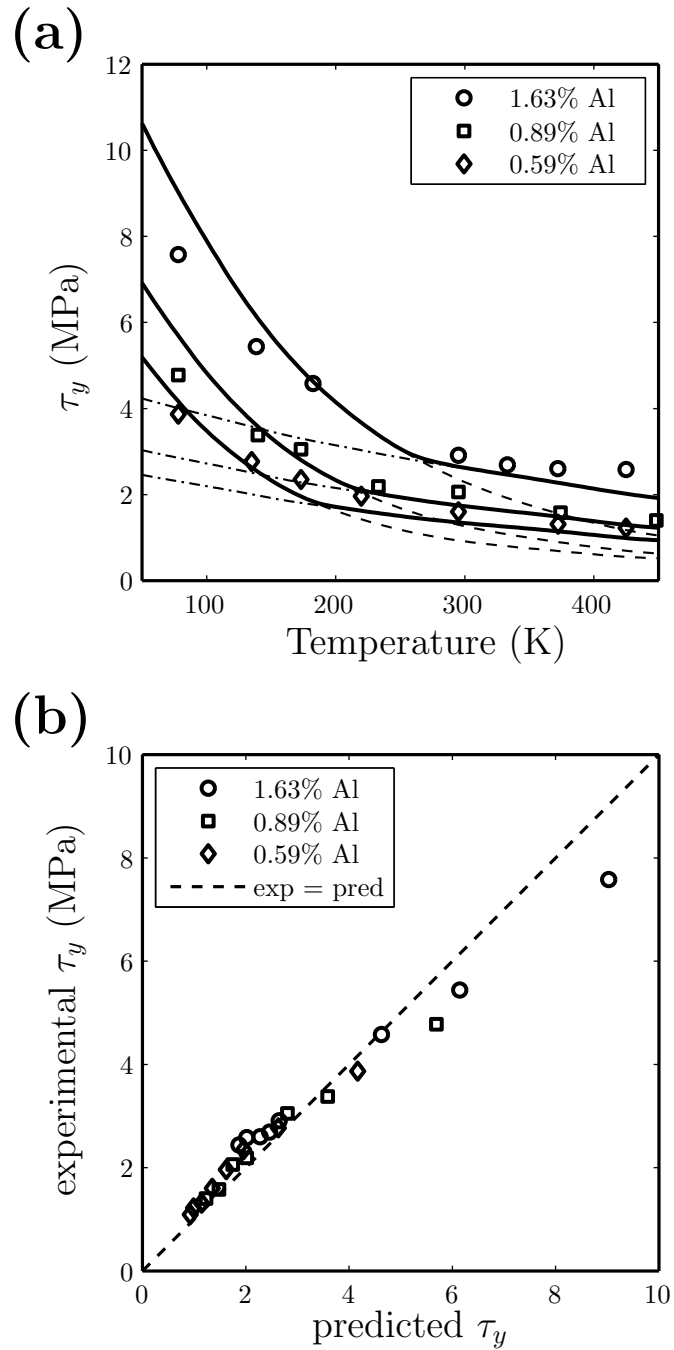 (a)
12
10
8
6
4
2
0
τy (MPa)
1.63% Al
0.89% Al
0.59% Al
100 200 300 400
Temperature (K)
(b)
10
8
6
4
2
0
experimental τy (MPa)
1.63% Al
0.89% Al
0.59% Al
exp = pred
0 2 4 6 8 10
predicted τy